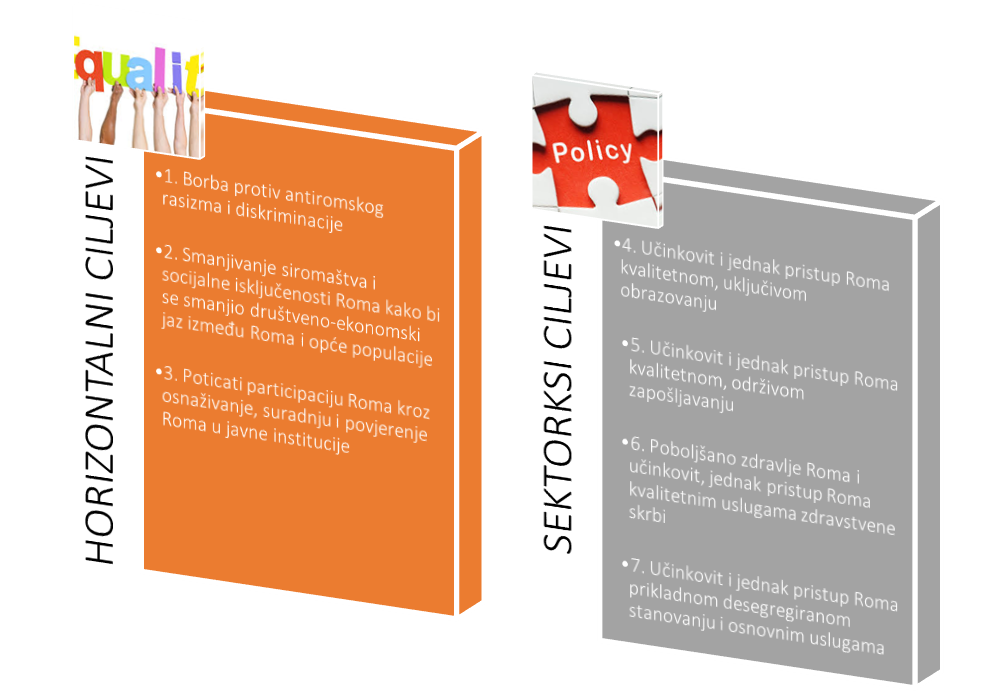 qualit
HORIZONTALNI CILJEVI
•1. Borba protiv antiromskog
rasizma i diskriminacije
•2. Smanjivanje siromaštva i
socijalne isključenosti Roma kako bi
se smanjio društveno-ekonomski
jaz između Roma i opće populacije
•3. Poticati participaciju Roma kroz
osnaživanje, suradnju i povjerenje
Roma u javne institucije
Policy
SEKTORKSI CILJEVI
•4. Učinkovit i jednak pristup Roma
kvalitetnom, uključivom
obrazovanju
•5. Učinkovit i jednak pristup Roma
kvalitetnom, održivom
zapošljavanju
•6. Poboljšano zdravlje Roma i
učinkovit, jednak pristup Roma
kvalitetnim uslugama zdravstvene
skrbi
•7. Učinkovit i jednak pristup Roma
prikladnom desegregiranom
stanovanju i osnovnim uslugama